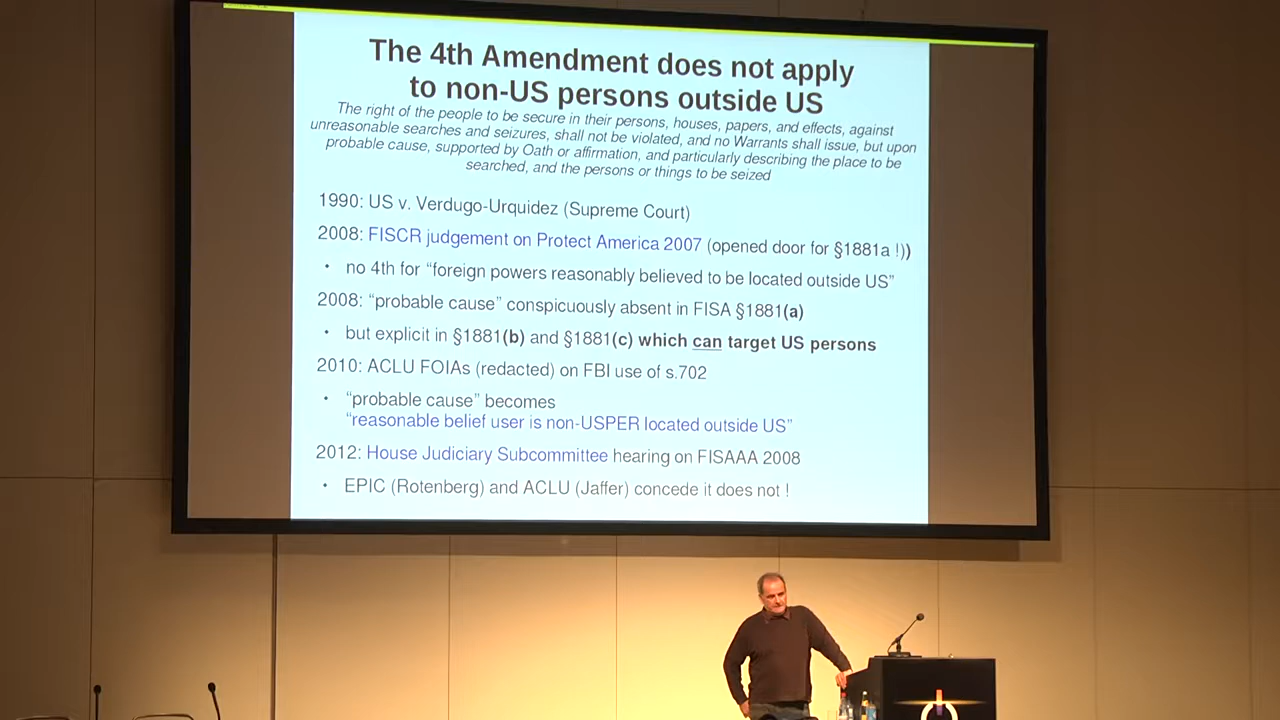 The 4th Amendment does not apply
to non-US persons outside US
The right of the people to be secure in their persons, houses, papers, and effects, against
unreasonable searches and seizures, shall not be violated, and no Warrants shall issue, but upon
probable cause, supported by Oath or affirmation, and particularly describing the place to be
searched, and the persons or things to be seized
1990: US v. Verdugo-Urquidez (Supreme Court)
2008: FISCR judgement on Protect America 2007 (opened door for §1881a !))
• no 4th for “foreign powers reasonably believed to be located outside US”
2008: “probable cause” conspicuously absent in FISA §1881(a)
• but explicit in §1881(b) and §1881(c) which can target US persons
2010: ACLU FOIAs (redacted) on FBI use of s.702
• “probable cause” becomes
“reasonable belief user is non-USPER located outside US”
2012: House Judiciary Subcommittee hearing on FISAAA 2008
• EPIC (Rotenberg) and ACLU (Jaffer) concede it does not !